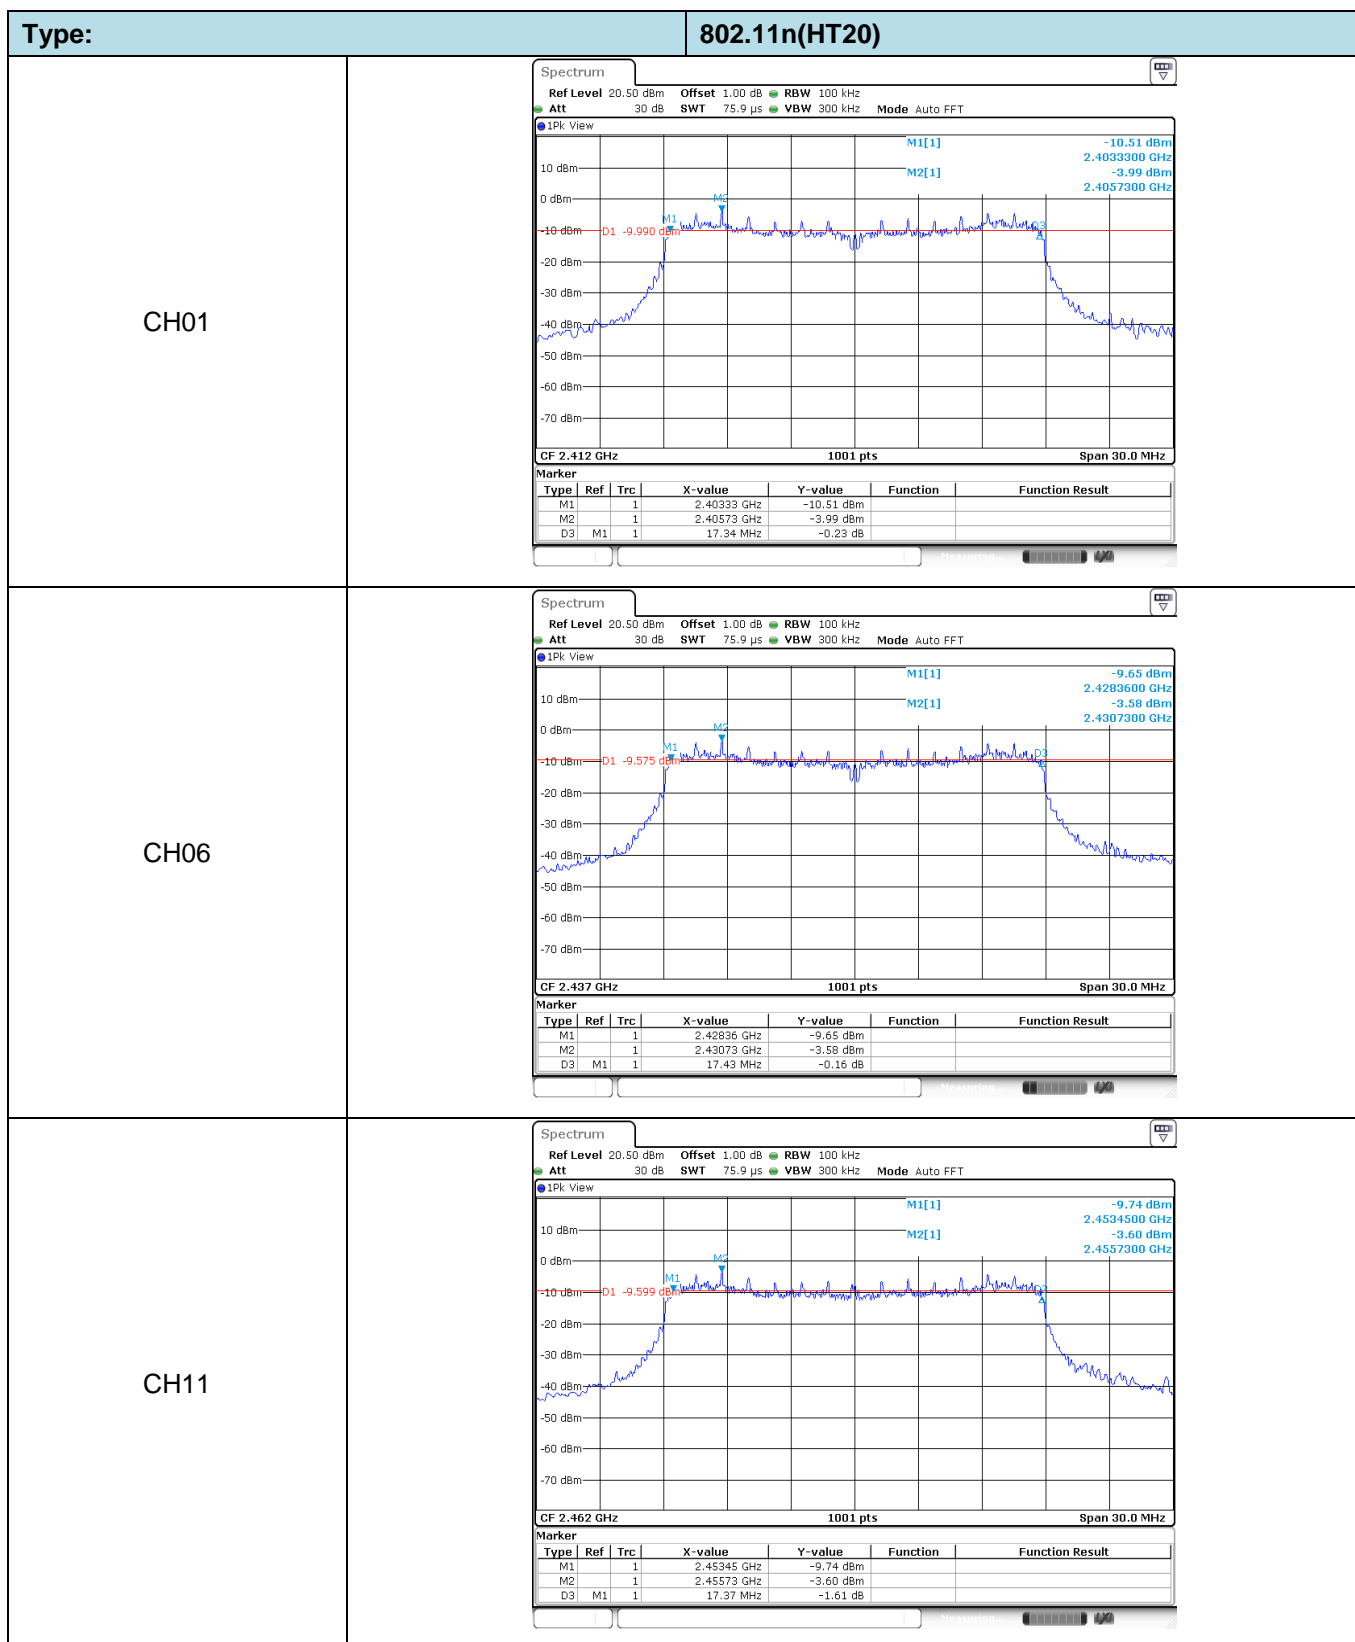 Type: 802.11n(HT20)
CH01
Spectrum
Ref Level 20.50 dBm Offset 1.00 dB RBW 100 kHz
Att 30 dB SWT 75.9 µs VBW 300 kHz Mode Auto FFT
1Pk View
M1[1] -10.51 dBm
2.4033300 GHz
10 dBm
M2[1] -3.99 dBm
2.4057300 GHz
0 dBm
M2
M1
D3
-10 dBm
D1 -9.990 dBm
-20 dBm
-30 dBm
-40 dBm
-50 dBm
-60 dBm
-70 dBm
CF 2.412 GHz 1001 pts Span 30.0 MHz
Marker
Type Ref Trc X-value Y-value Function Function Result
M1 1 2.40333 GHz -10.51 dBm
M2 1 2.40573 GHz -3.99 dBm
D3 M1 1 17.34 MHz -0.23 dB
Measuring...
CH06
Spectrum
Ref Level 20.50 dBm Offset 1.00 dB RBW 100 kHz
Att 30 dB SWT 75.9 µs VBW 300 kHz Mode Auto FFT
1Pk View
M1[1] -9.65 dBm
2.4283600 GHz
10 dBm
M2[1] -3.58 dBm
2.4307300 GHz
0 dBm
M2
M1
D3
-10 dBm
D1 -9.575 dBm
-20 dBm
-30 dBm
-40 dBm
-50 dBm
-60 dBm
-70 dBm
CF 2.437 GHz 1001 pts Span 30.0 MHz
Marker
Type Ref Trc X-value Y-value Function Function Result
M1 1 2.42836 GHz -9.65 dBm
M2 1 2.43073 GHz -3.58 dBm
D3 M1 1 17.43 MHz -0.16 dB
Measuring...
CH11
Spectrum
Ref Level 20.50 dBm Offset 1.00 dB RBW 100 kHz
Att 30 dB SWT 75.9 µs VBW 300 kHz Mode Auto FFT
1Pk View
M1[1] -9.74 dBm
2.4534500 GHz
10 dBm
M2[1] -3.60 dBm
2.4557300 GHz
0 dBm
M2
M1
D3
-10 dBm
D1 -9.599 dBm
-20 dBm
-30 dBm
-40 dBm
-50 dBm
-60 dBm
-70 dBm
CF 2.462 GHz 1001 pts Span 30.0 MHz
Marker
Type Ref Trc X-value Y-value Function Function Result
M1 1 2.45345 GHz -9.74 dBm
M2 1 2.45573 GHz -3.60 dBm
D3 M1 1 17.37 MHz -1.61 dB
Measuring...